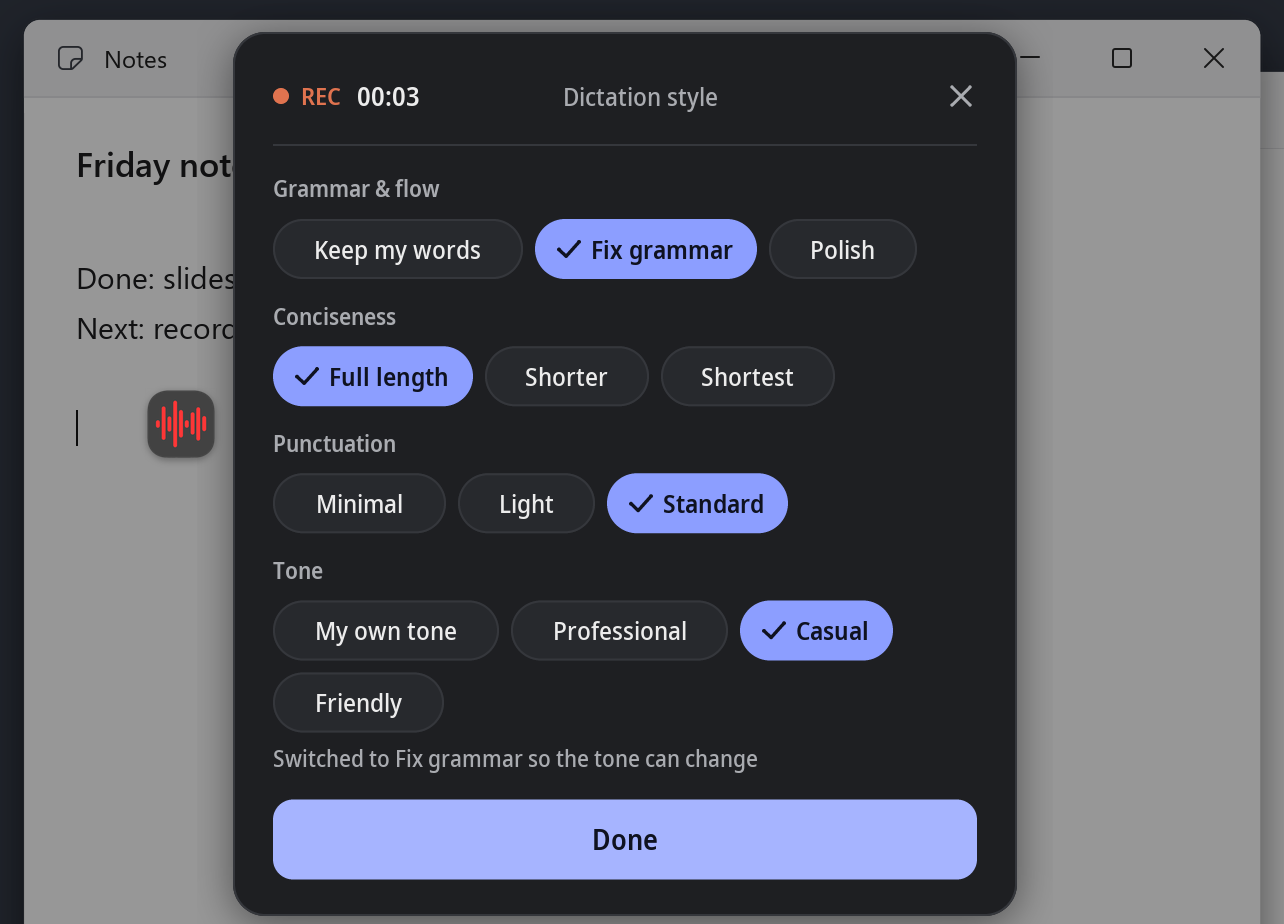 Notes
REC 00:03 Dictation style
Friday not
Grammar & flow
Keep my words Fix grammar Polish
Done: slides
Next: record
Conciseness
Full length Shorter Shortest
Punctuation
Minimal Light Standard
Tone
My own tone Professional Casual
Friendly
Switched to Fix grammar so the tone can change
Done